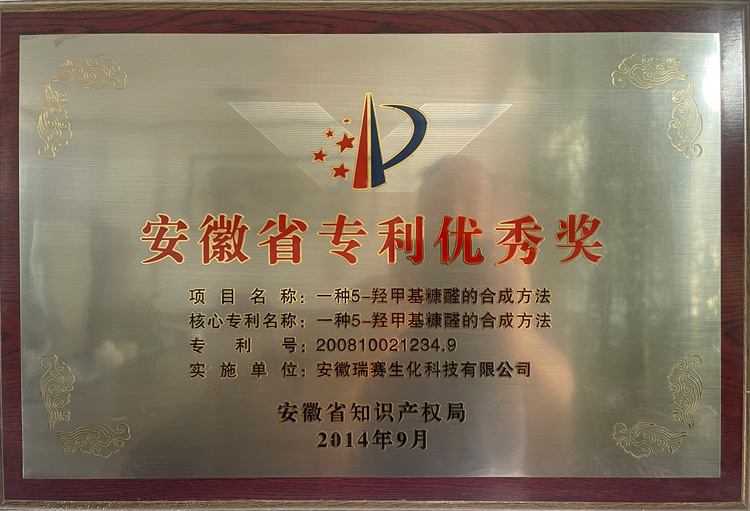 安徽省专利优秀奖
项目名称：一种5-羟甲基糠醛的合成方法
核心专利名称：一种5-羟甲基糠醛的合成方法
专利号：200810021234.9
实施单位：安徽瑞赛生化科技有限公司
安徽省知识产权局
2014年9月